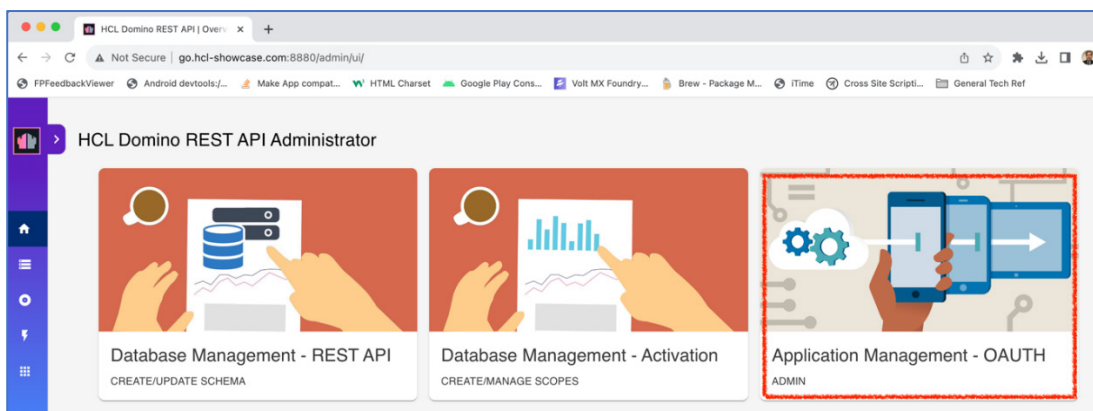 HCL Domino REST API | Overv
Not Secure | go.hcl-showcase.com:8880/admin/ui/
FPFeedbackViewer Android devtools:/... Make App compat... HTML Charset Google Play Cons... Volt MX Foundry... Brew - Package M... iTime Cross Site Scripti... General Tech Ref
HCL Domino REST API Administrator
Database Management - REST API
CREATE/UPDATE SCHEMA
Database Management - Activation
CREATE/MANAGE SCOPES
Application Management - OAUTH
ADMIN